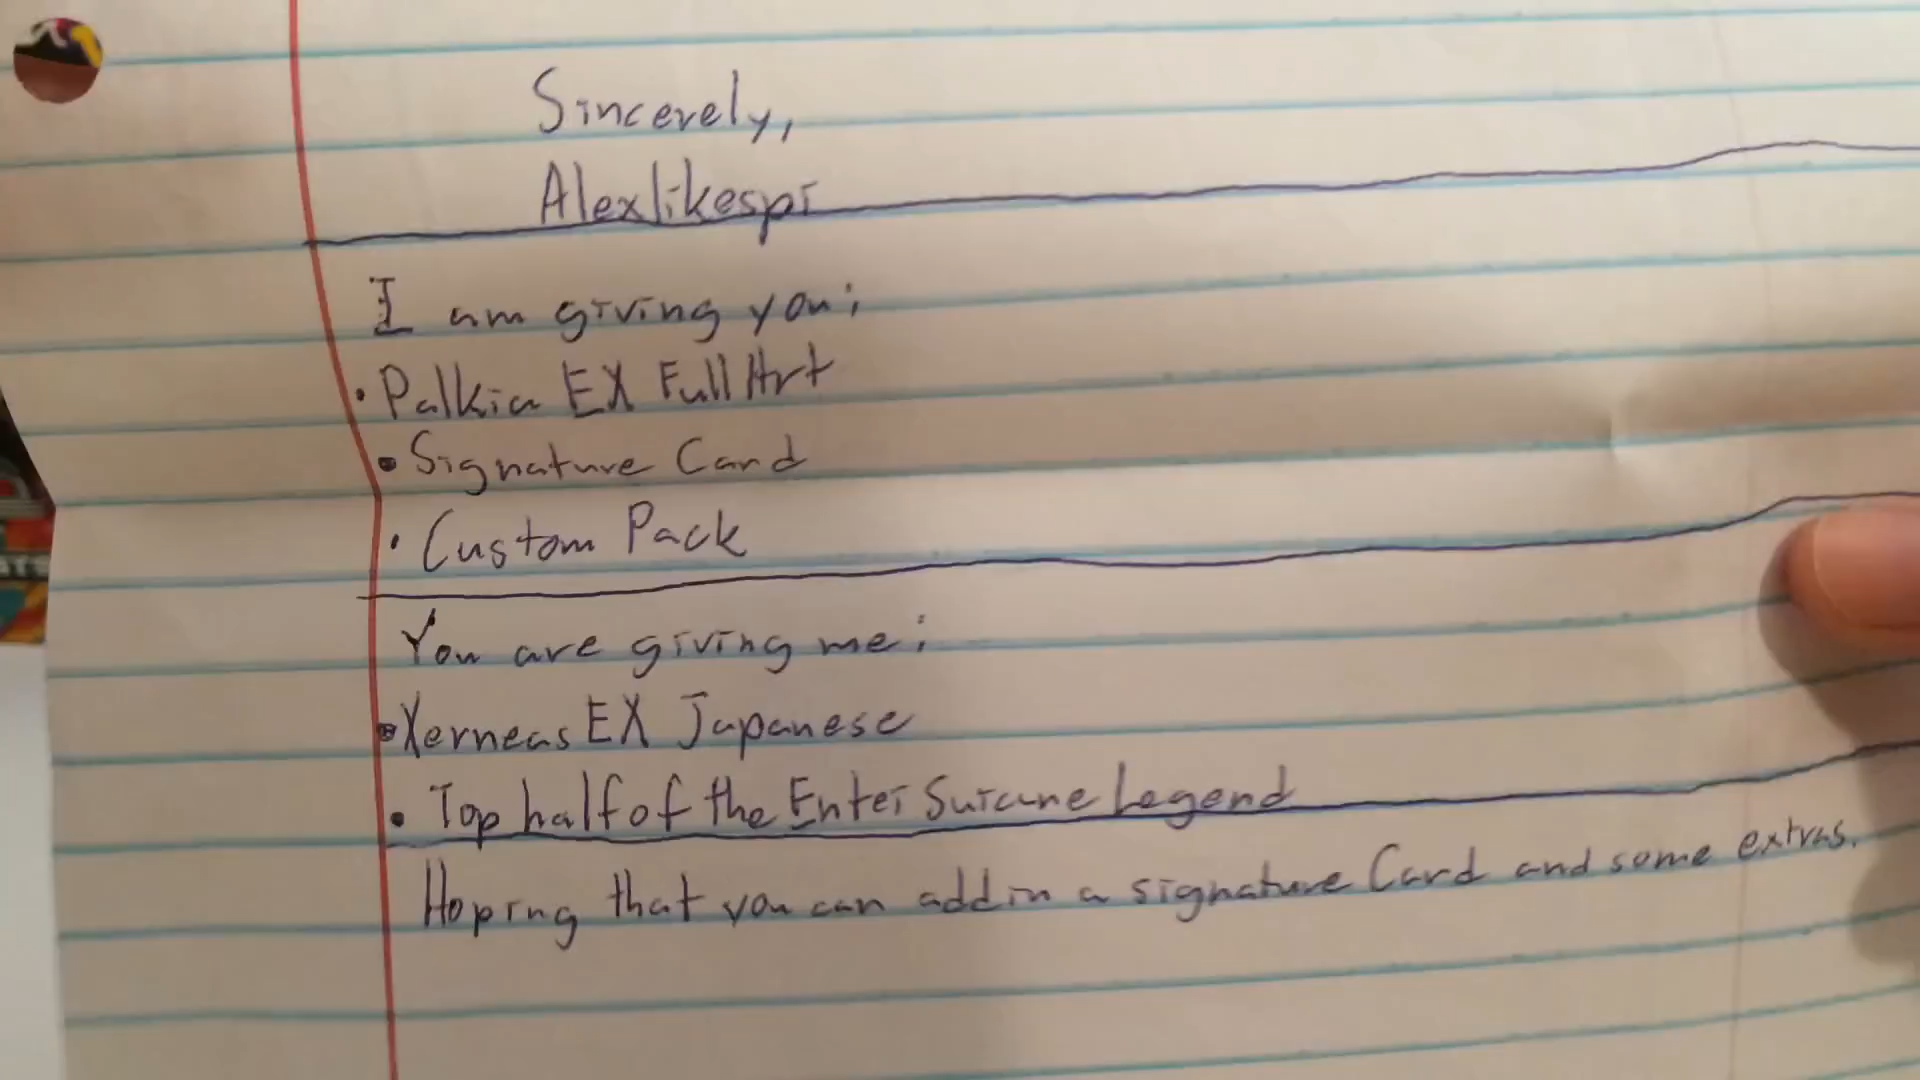 Sincerely,
Alexlikespi
I am giving you:
• Palkia EX Full Art
• Signature Card
• Custom Pack
You are giving me:
• Xerneas EX Japanese
• Top half of the Entei Suicune Legend
Hoping that you can add in a signature Card and some extras.